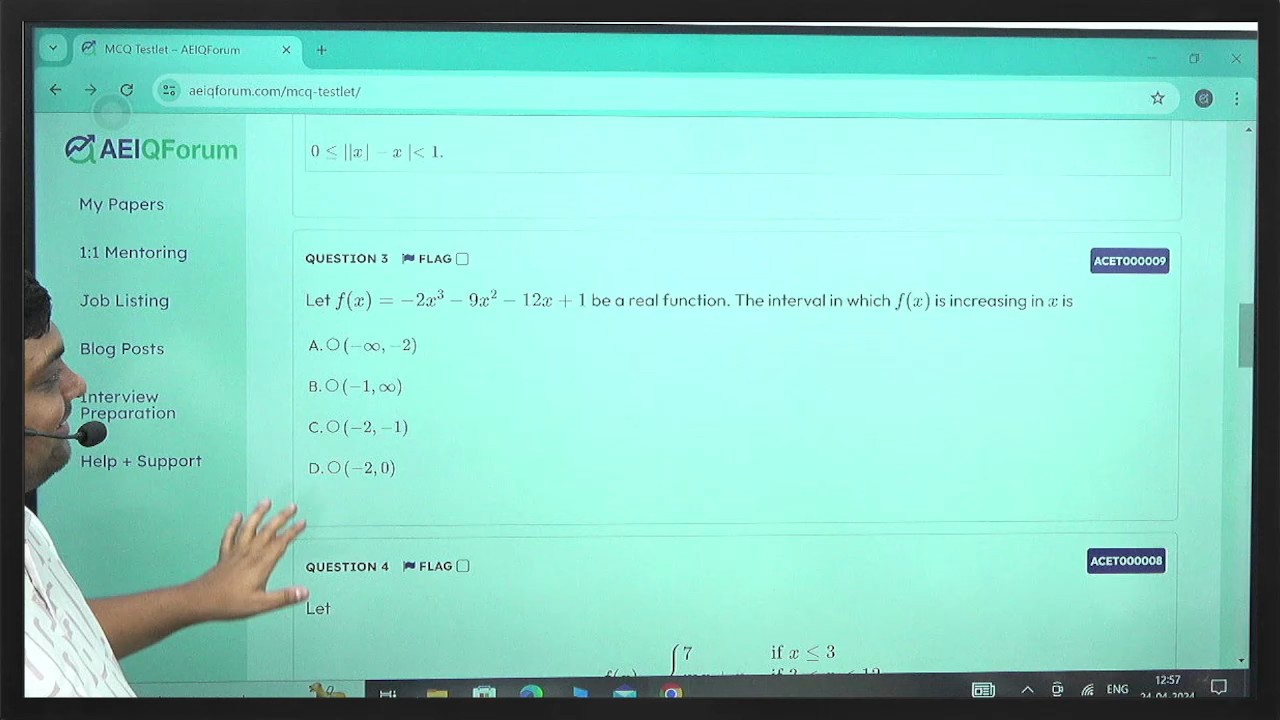 MCQ Testlet – AEIQForum
aeiqforum.com/mcq-testlet/
AEIQForum
My Papers
1:1 Mentoring
Job Listing
Blog Posts
Interview
Preparation
Help + Support
0 ≤ ||x| − x |< 1.
QUESTION 3 FLAG
ACET000009
Let f(x) = −2x³ − 9x² − 12x + 1 be a real function. The interval in which f(x) is increasing in x is
A. (−∞, −2)
B. (−1, ∞)
C. (−2, −1)
D. (−2, 0)
QUESTION 4 FLAG
ACET000008
Let
7 if x ≤ 3
ENG
12:57
24-04-2024